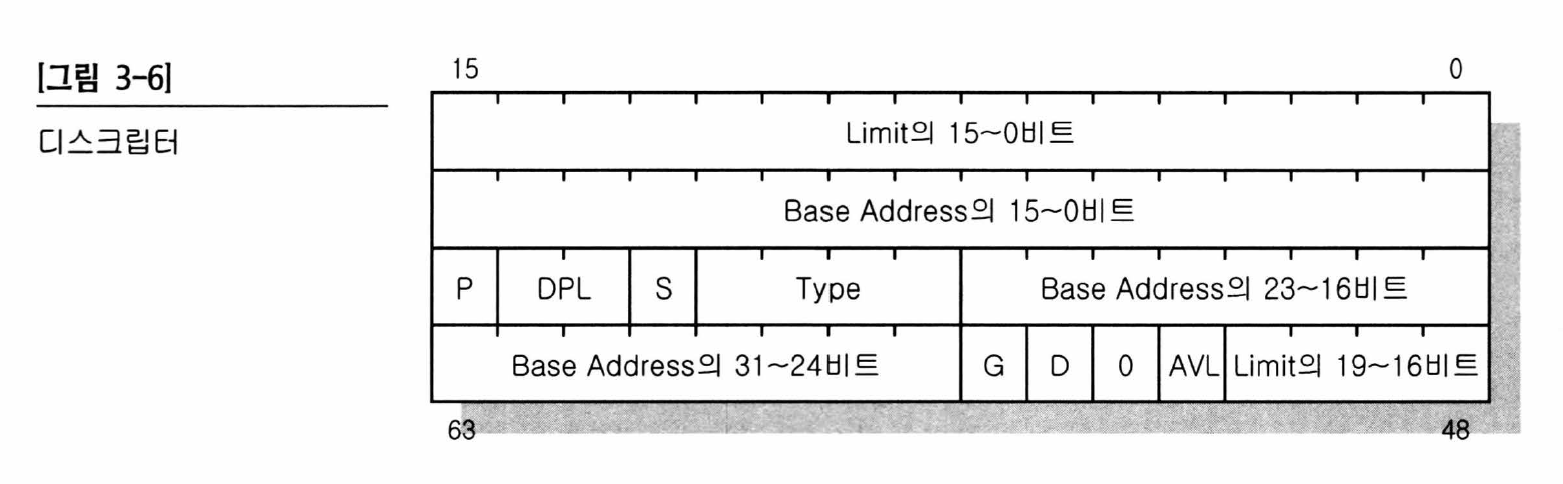 [그림 3-6]
디스크립터
15 0
Limit의 15~0비트
Base Address의 15~0비트
P DPL S Type Base Address의 23~16비트
Base Address의 31~24비트 G D 0 AVL Limit의 19~16비트
63 48